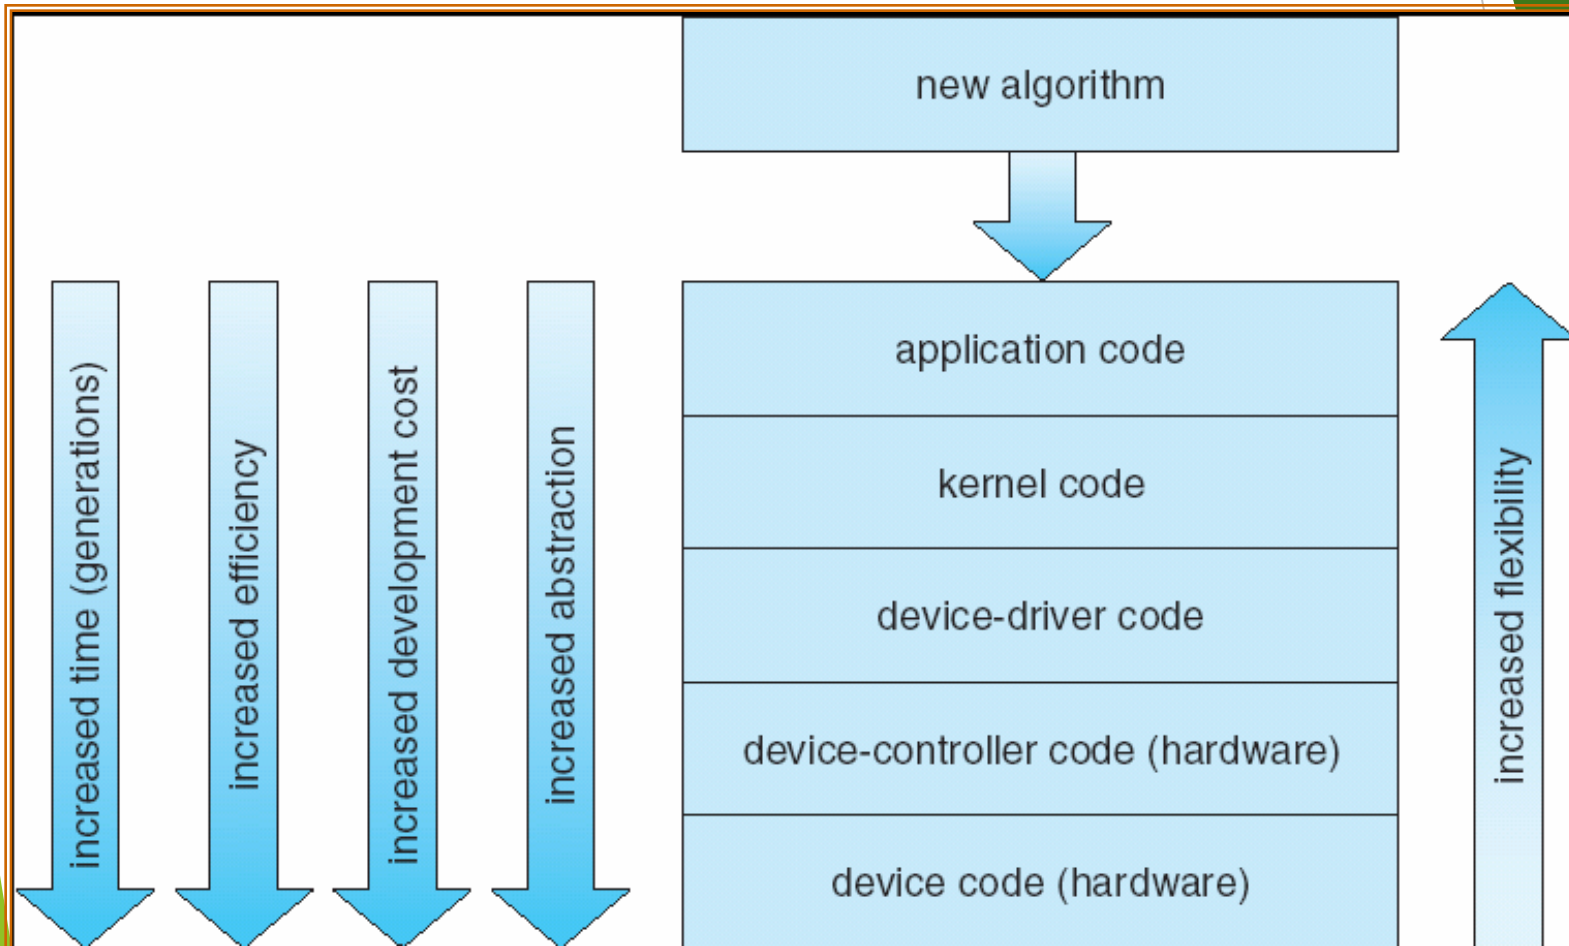 new algorithm
increased time (generations)
increased efficiency
increased development cost
increased abstraction
application code
kernel code
device-driver code
device-controller code (hardware)
device code (hardware)
increased flexibility